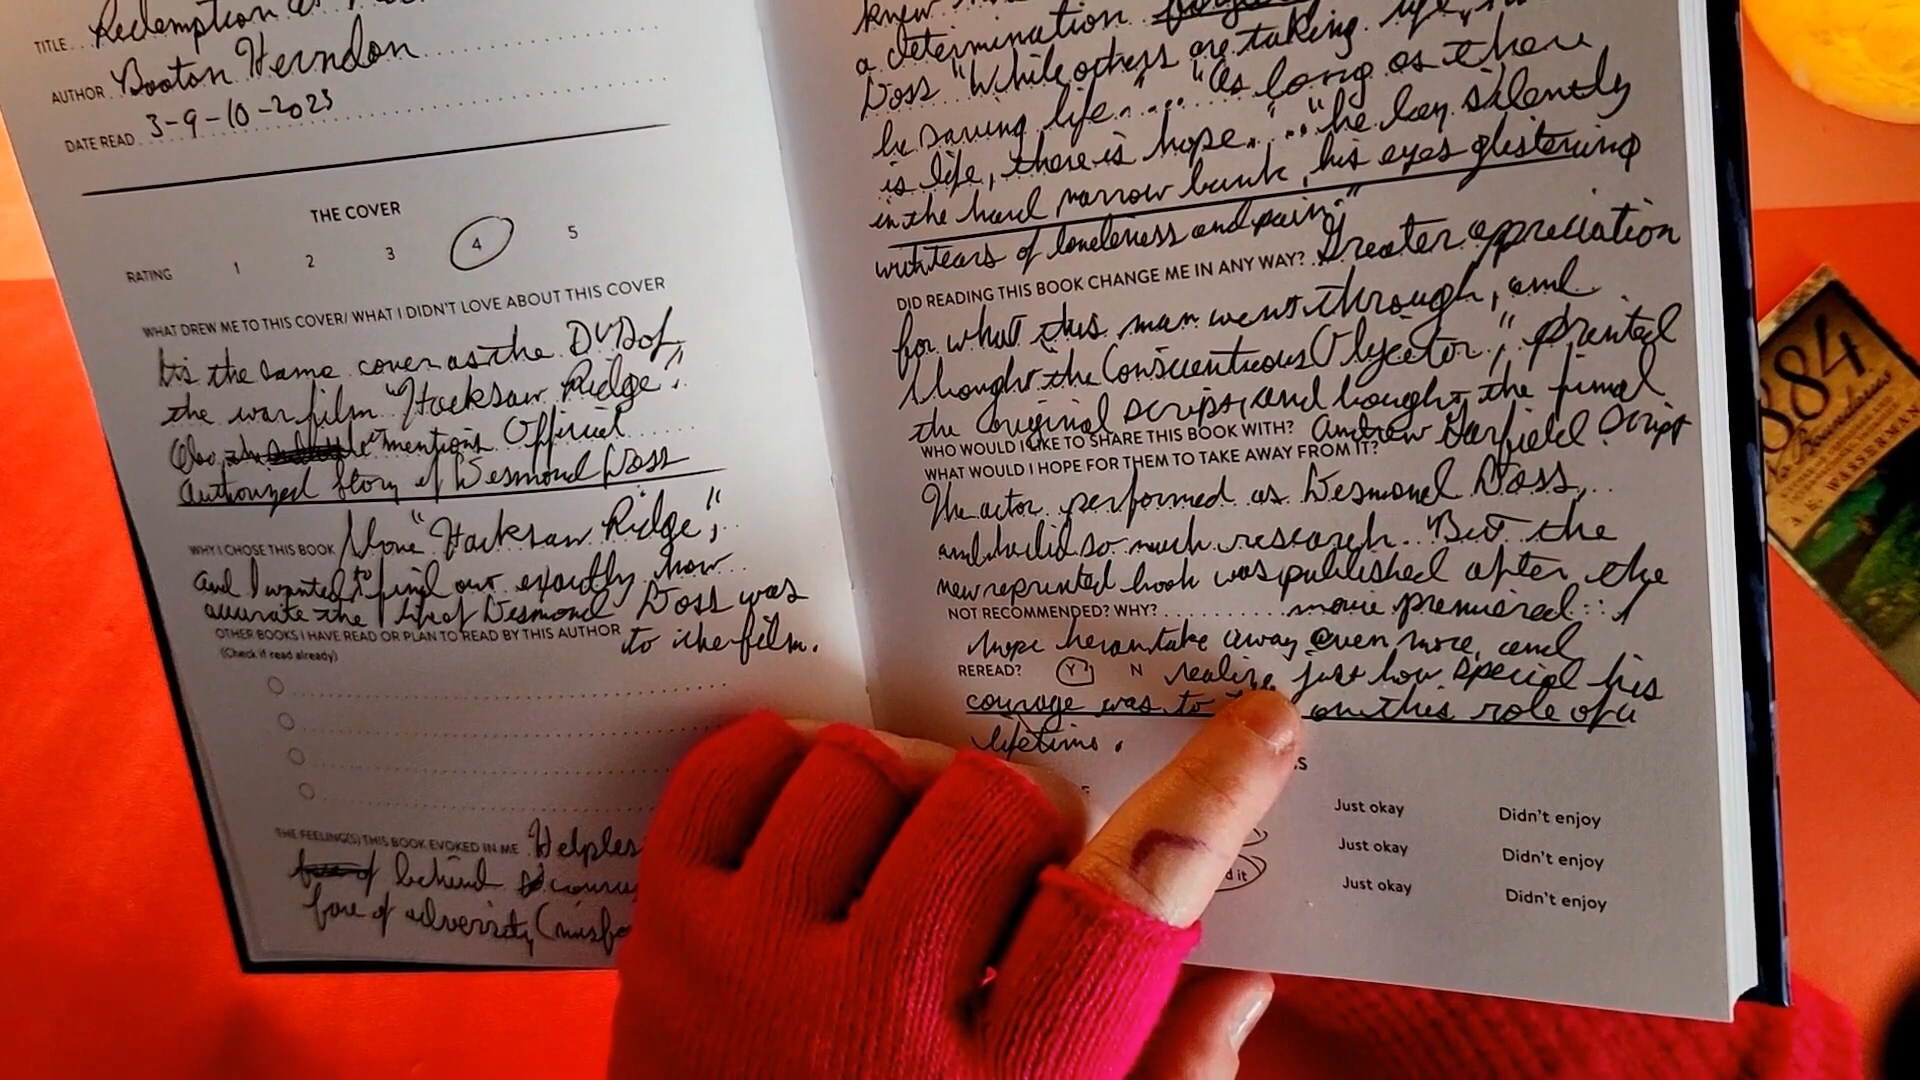 TITLE Redemption at
AUTHOR Booton Herndon
DATE READ 3-9-10-2025
THE COVER
RATING 1 2 3 4 5
WHAT DREW ME TO THIS COVER/ WHAT I DIDN'T LOVE ABOUT THIS COVER
It's the same cover as the DVD of
the war film "Hacksaw Ridge".
Also mentions Official
Authorized Story of Desmond Doss
WHY I CHOSE THIS BOOK I love "Hacksaw Ridge",
and I wanted to find out exactly how
accurate the life of Desmond Doss was
to the film.
OTHER BOOKS I HAVE READ OR PLAN TO READ BY THIS AUTHOR
(Check if read already)
THE FEELING(S) THIS BOOK EVOKED IN ME Helples
of behind
of adversity
knew
a determination
Doss "While others are taking life,
be saving life." ... "As long as there
is life, there is hope." ... "he lay silently
in the hard narrow bunk, his eyes glistening
with tears of loneliness and pain."
DID READING THIS BOOK CHANGE ME IN ANY WAY? Greater appreciation
for what this man went through, and
bought the Conscientious Objector," printed
the original script, and bought the final
Andrew Garfield script
WHO WOULD I LIKE TO SHARE THIS BOOK WITH?
WHAT WOULD I HOPE FOR THEM TO TAKE AWAY FROM IT?
The actor performed as Desmond Doss,
and he did so much research. But the
new reprinted book was published after the
NOT RECOMMENDED? WHY? movie premiered. I
hope he can take away even more, and
REREAD? Y N realize just how special his
courage was to on this role of a
lifetime.
S
Just okay Didn't enjoy
Just okay Didn't enjoy
d it Just okay Didn't enjoy
884
WASSERMAN